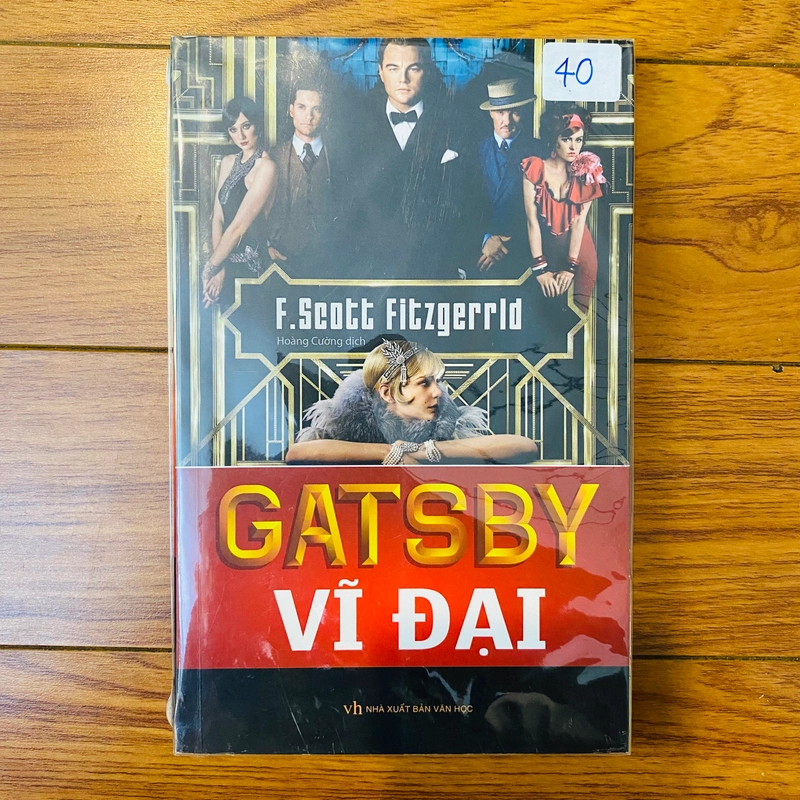 40
F.Scott Fitzgerrld
Hoàng Cường dịch
GATSBY
VĨ ĐẠI
vh NHÀ XUẤT BẢN VĂN HỌC